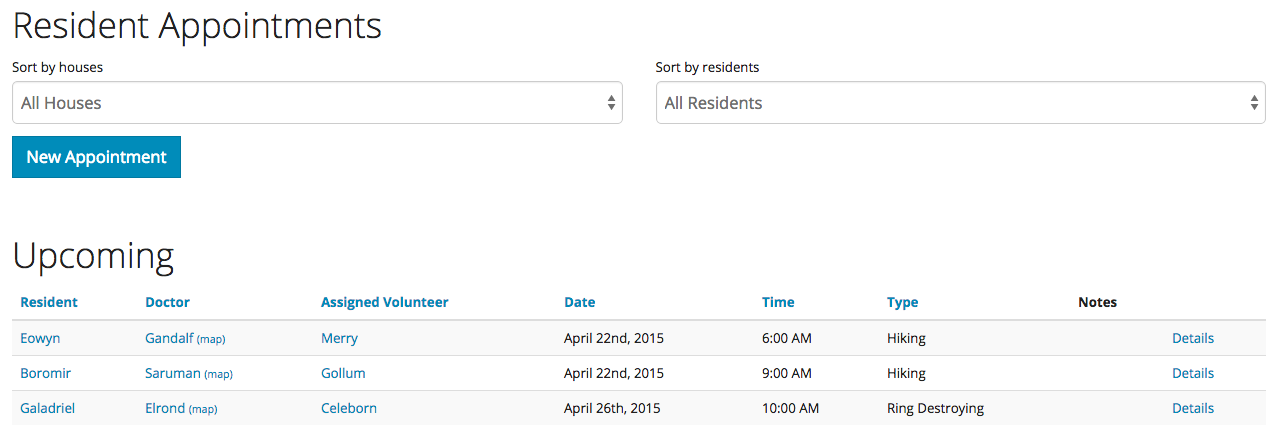 Resident Appointments
Sort by houses Sort by residents
All Houses All Residents
New Appointment
Upcoming
Resident Doctor Assigned Volunteer Date Time Type Notes
Eowyn Gandalf (map) Merry April 22nd, 2015 6:00 AM Hiking Details
Boromir Saruman (map) Gollum April 22nd, 2015 9:00 AM Hiking Details
Galadriel Elrond (map) Celeborn April 26th, 2015 10:00 AM Ring Destroying Details